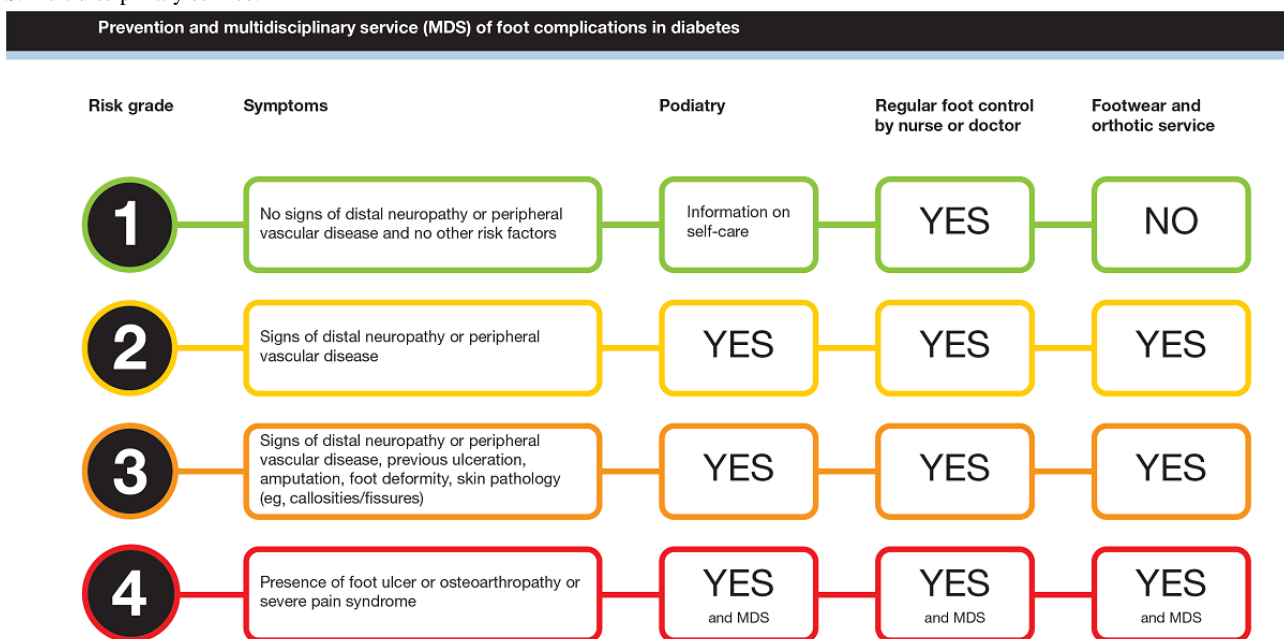 Prevention and multidisciplinary service (MDS) of foot complications in diabetes
Risk grade
Symptoms
Podiatry
Regular foot control
by nurse or doctor
Footwear and
orthotic service
1
No signs of distal neuropathy or peripheral
vascular disease and no other risk factors
Information on
self-care
YES
NO
2
Signs of distal neuropathy or peripheral
vascular disease
YES
YES
YES
3
Signs of distal neuropathy or peripheral
vascular disease, previous ulceration,
amputation, foot deformity, skin pathology
(eg, callosities/fissures)
YES
YES
YES
4
Presence of foot ulcer or osteoarthropathy or
severe pain syndrome
YES
and MDS
YES
and MDS
YES
and MDS